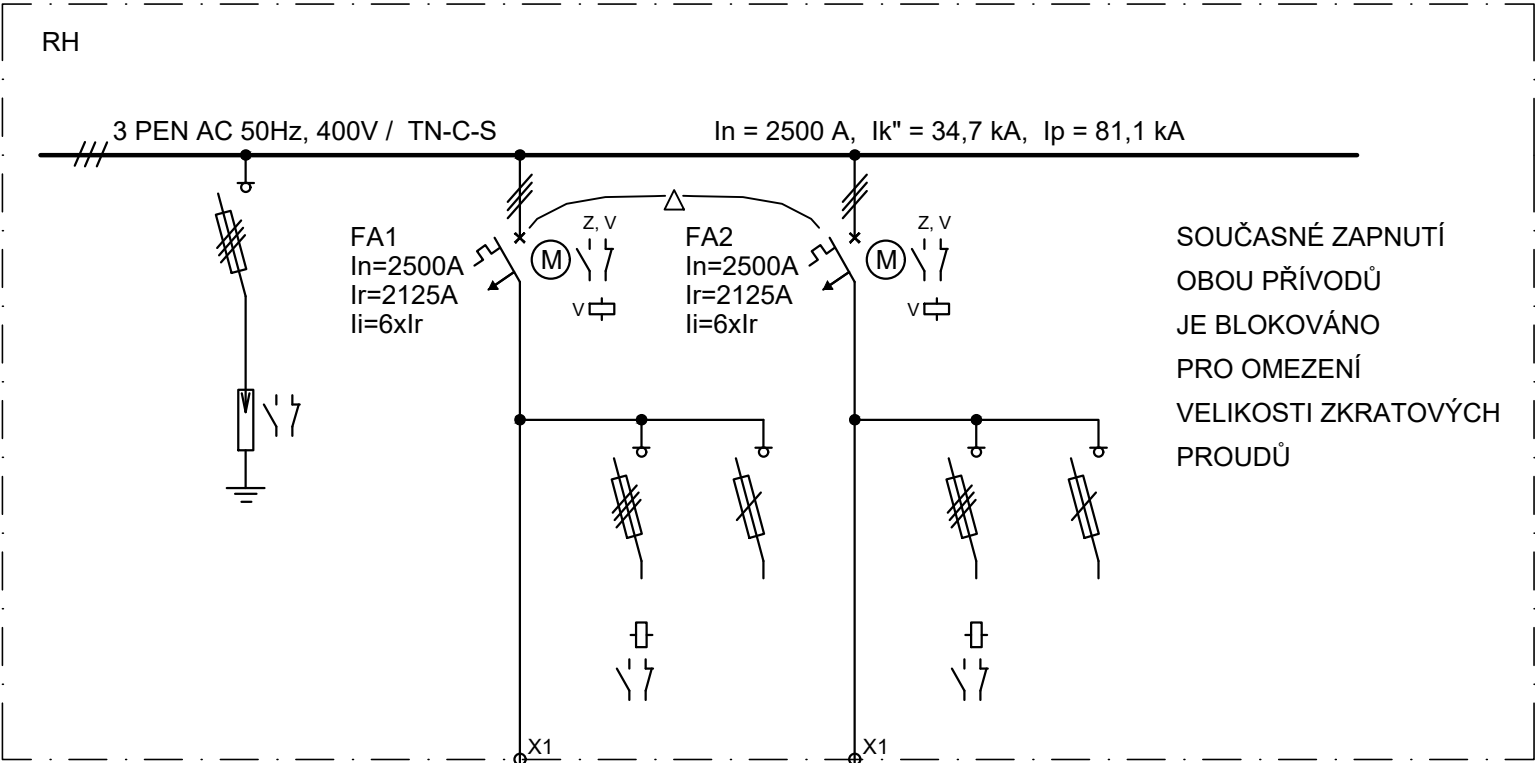 RH
3 PEN AC 50Hz, 400V / TN-C-S
In = 2500 A, Ik" = 34,7 kA, Ip = 81,1 kA
FA1
In=2500A
Ir=2125A
Ii=6xIr
M
Z, V
V
FA2
In=2500A
Ir=2125A
Ii=6xIr
M
Z, V
V
SOUČASNÉ ZAPNUTÍ
OBOU PŘÍVODŮ
JE BLOKOVÁNO
PRO OMEZENÍ
VELIKOSTI ZKRATOVÝCH
PROUDŮ
X1
X1